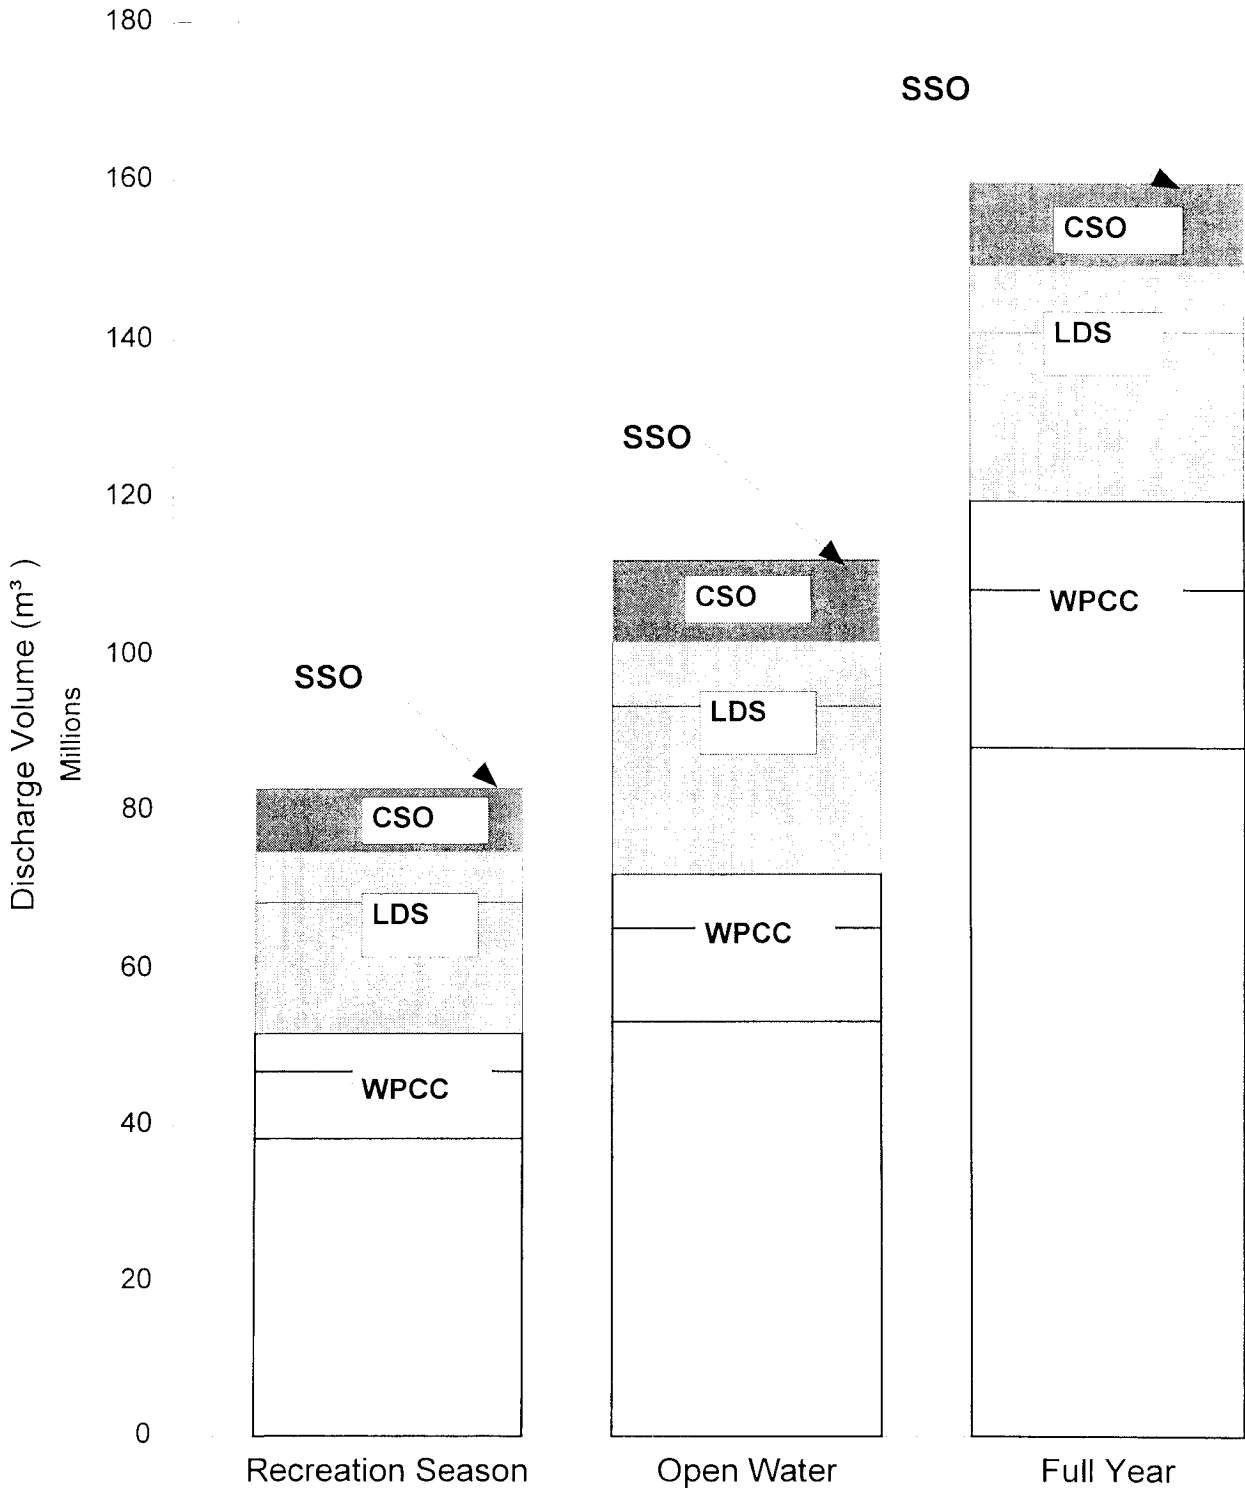 180
SSO
160
CSO
LDS
140
SSO
120
CSO
WPCC
100
SSO
LDS
Discharge Volume (m³)
Millions
80
CSO
LDS
WPCC
60
WPCC
40
20
0
Recreation Season
Open Water
Full Year